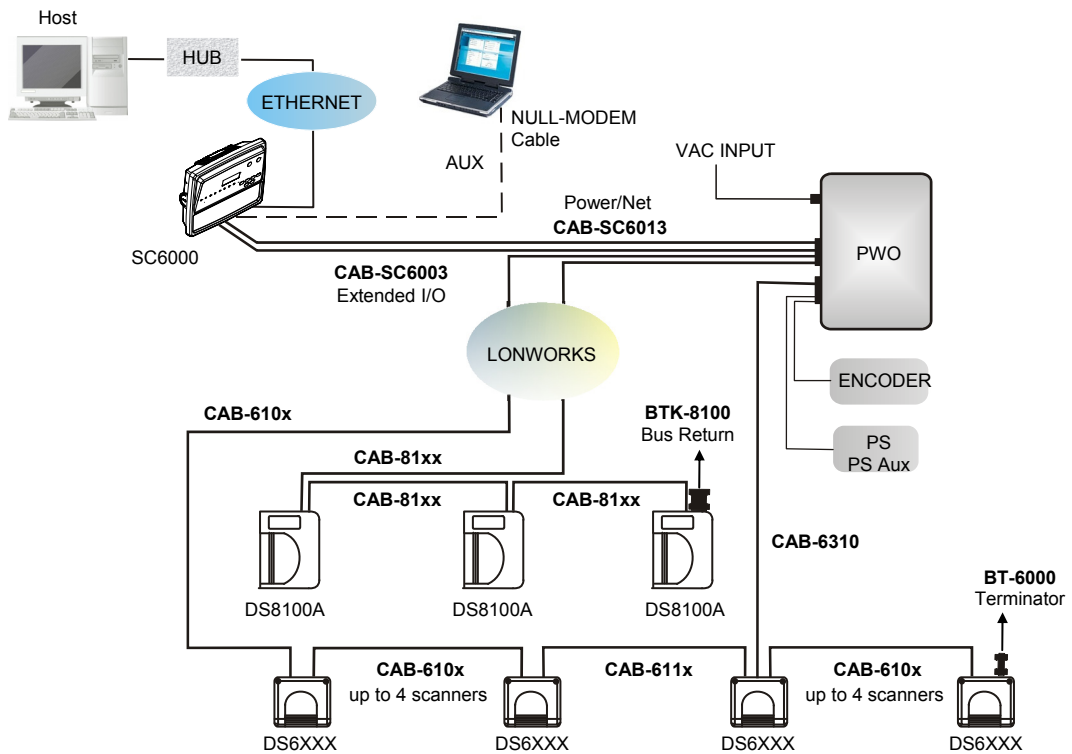 Host
HUB
ETHERNET
NULL-MODEM
Cable
AUX
VAC INPUT
Power/Net
CAB-SC6013
SC6000
PWO
CAB-SC6003
Extended I/O
LONWORKS
ENCODER
CAB-610x
BTK-8100
Bus Return
PS
PS Aux
CAB-81xx
CAB-81xx
CAB-81xx
CAB-6310
DS8100A
DS8100A
DS8100A
BT-6000
Terminator
CAB-610x
up to 4 scanners
CAB-611x
CAB-610x
up to 4 scanners
DS6XXX
DS6XXX
DS6XXX
DS6XXX